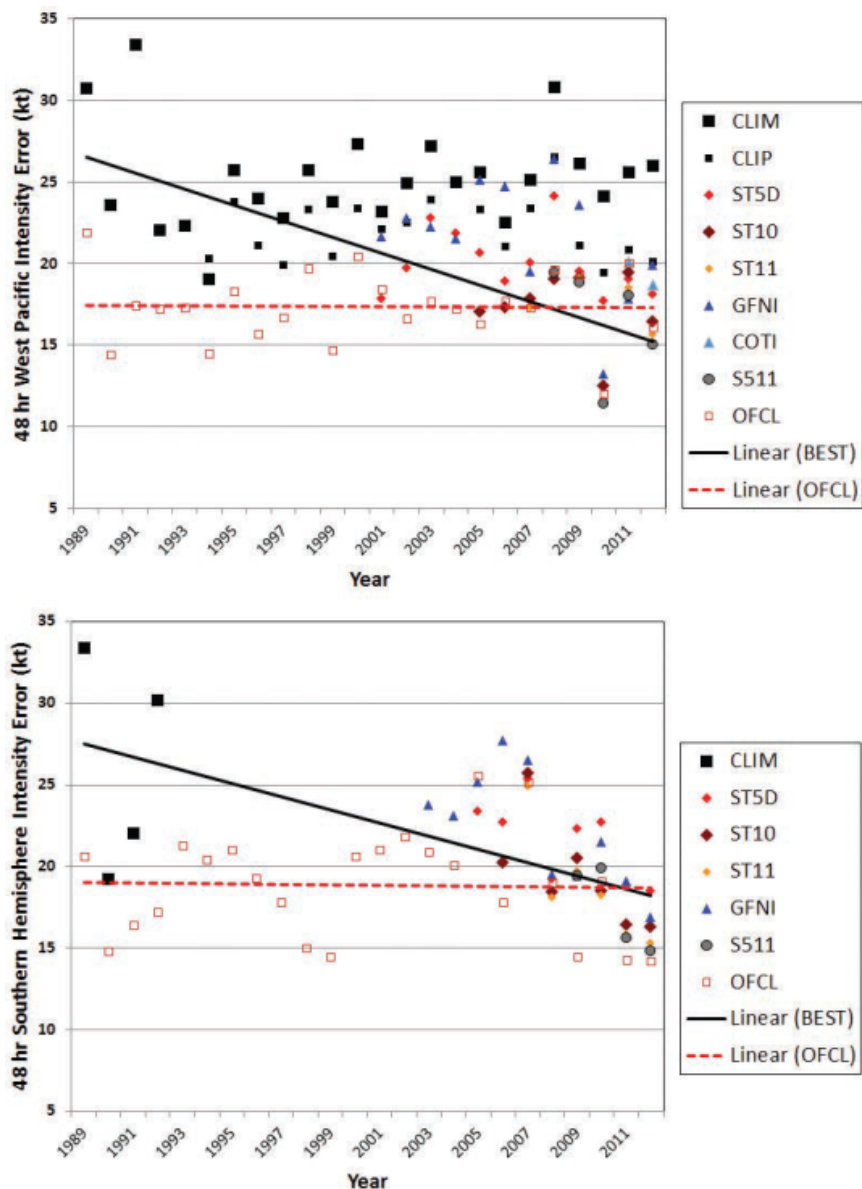 48 hr West Pacific Intensity Error (kt)
35
30
25
20
15
10
5
1989
1991
1993
1995
1997
1999
2001
2003
2005
2007
2009
2011
Year
CLIM
CLIP
ST5D
ST10
ST11
GFNI
COTI
S511
OFCL
Linear (BEST)
Linear (OFCL)
48 hr Southern Hemisphere Intensity Error (kt)
35
30
25
20
15
10
5
1989
1991
1993
1995
1997
1999
2001
2003
2005
2007
2009
2011
Year
CLIM
ST5D
ST10
ST11
GFNI
S511
OFCL
Linear (BEST)
Linear (OFCL)